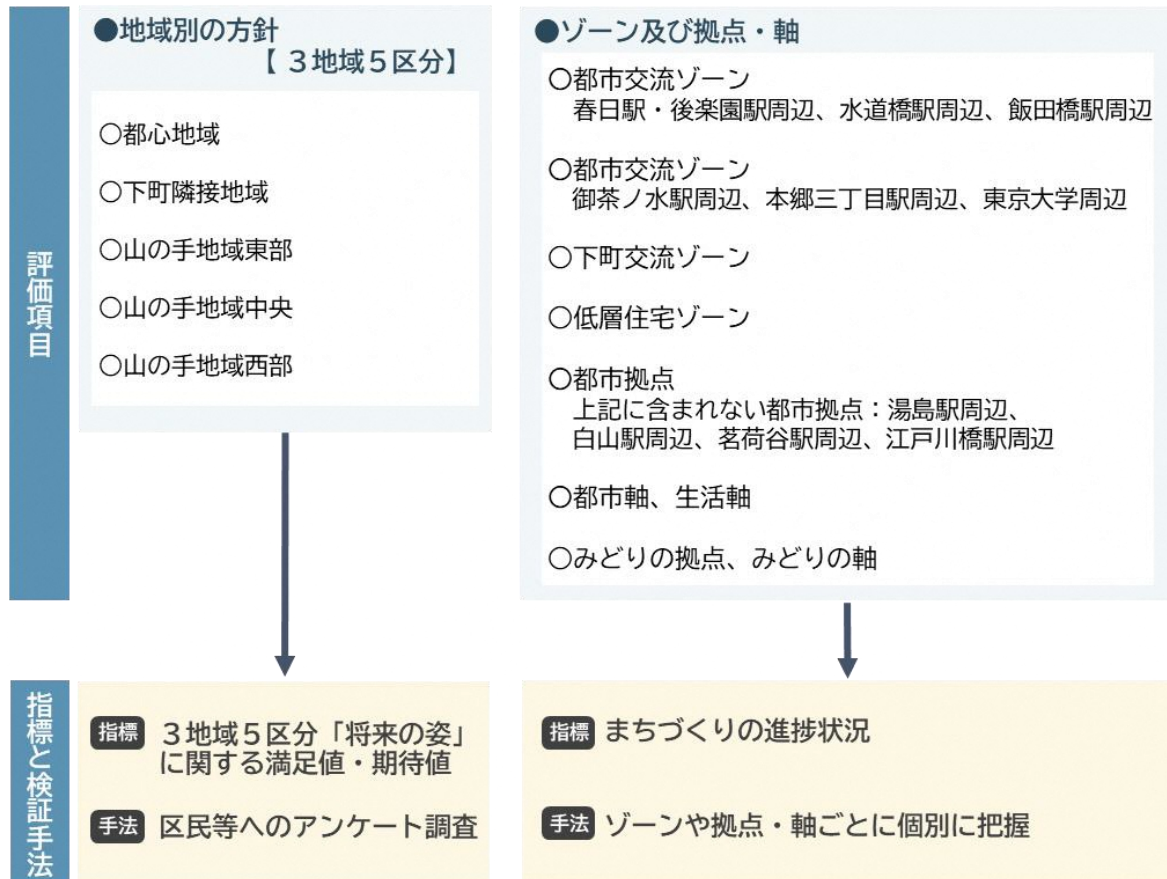 評価項目
●地域別の方針
【３地域５区分】
○都心地域
○下町隣接地域
○山の手地域東部
○山の手地域中央
○山の手地域西部
●ゾーン及び拠点・軸
○都市交流ゾーン
春日駅・後楽園駅周辺、水道橋駅周辺、飯田橋駅周辺
○都市交流ゾーン
御茶ノ水駅周辺、本郷三丁目駅周辺、東京大学周辺
○下町交流ゾーン
○低層住宅ゾーン
○都市拠点
上記に含まれない都市拠点：湯島駅周辺、
白山駅周辺、茗荷谷駅周辺、江戸川橋駅周辺
○都市軸、生活軸
○みどりの拠点、みどりの軸
指標と検証手法
指標 ３地域５区分「将来の姿」
に関する満足値・期待値
手法 区民等へのアンケート調査
指標 まちづくりの進捗状況
手法 ゾーンや拠点・軸ごとに個別に把握